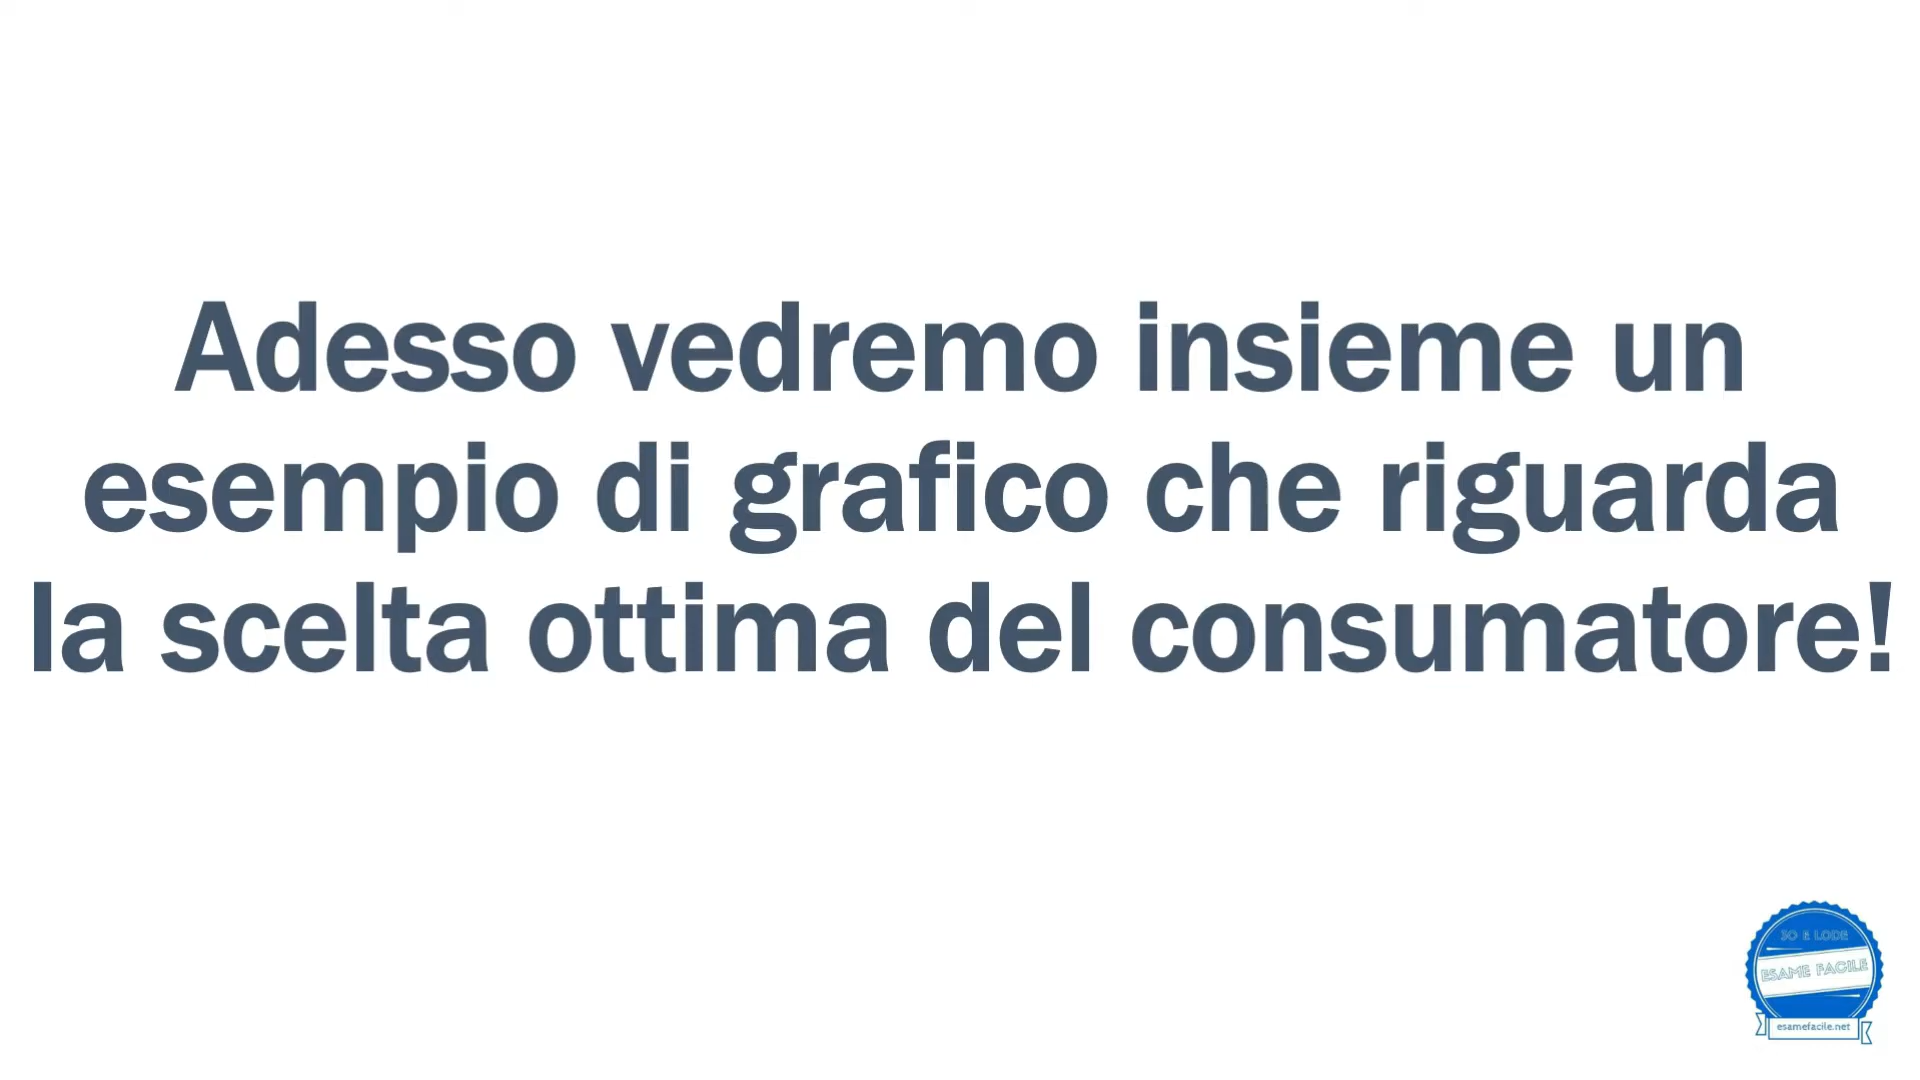 Adesso vedremo insieme un
esempio di grafico che riguarda
la scelta ottima del consumatore!
30 E LODE
ESAME FACILE
esamefacile.net